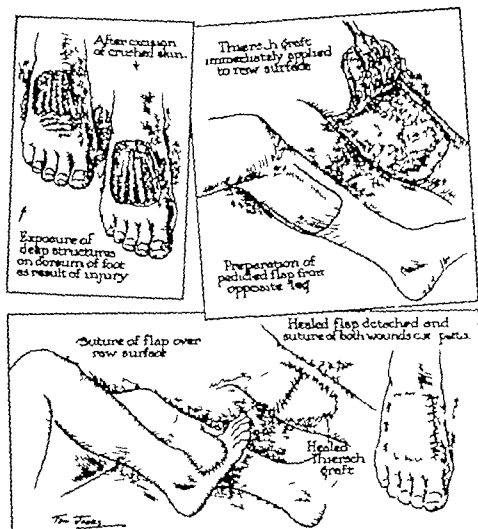 After excision
of crushed skin.
Exposure of
deep structures
on dorsum of foot
as result of injury
Thiersch graft
immediately applied
to raw surface
Preparation of
pedicled flap from
opposite leg
Suture of flap over
raw surface
Healed flap detached and
suture of both wounds
Healed
Thiersch
graft
Tom Jones